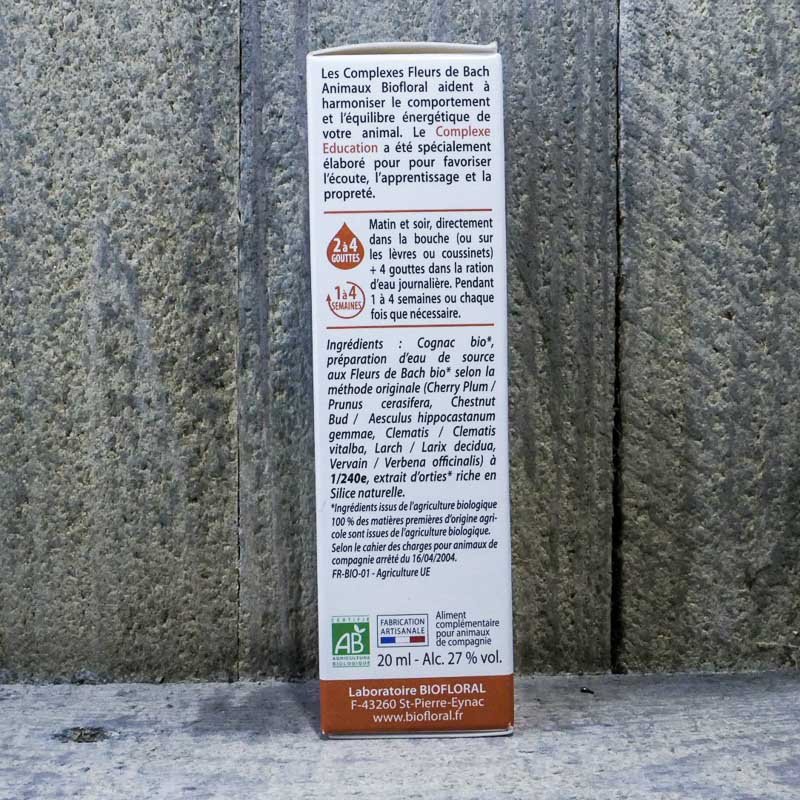 Les Complexes Fleurs de Bach
Animaux Biofloral aident à
harmoniser le comportement
et l'équilibre énergétique de
votre animal. Le Complexe
Education a été spécialement
élaboré pour pour favoriser
l'écoute, l'apprentissage et la
propreté.
2 à 4
GOUTTES
Matin et soir, directement
dans la bouche (ou sur
les lèvres ou coussinets)
+ 4 gouttes dans la ration
d'eau journalière. Pendant
1 à 4 semaines ou chaque
fois que nécessaire.
1 à 4
SEMAINES
Ingrédients : Cognac bio*,
préparation d'eau de source
aux Fleurs de Bach bio* selon la
méthode originale (Cherry Plum /
Prunus cerasifera, Chestnut
Bud / Aesculus hippocastanum
gemmae, Clematis / Clematis
vitalba, Larch / Larix decidua,
Vervain / Verbena officinalis) à
1/240e, extrait d'orties* riche en
Silice naturelle.
*Ingrédients issus de l'agriculture biologique
100 % des matières premières d'origine agri-
cole sont issues de l'agriculture biologique.
Selon le cahier des charges pour animaux de
compagnie arrêté du 16/04/2004.
FR-BIO-01 - Agriculture UE
CERTIFIÉ
AB
AGRICULTURE
BIOLOGIQUE
FABRICATION
ARTISANALE
Aliment
complémentaire
pour animaux
de compagnie
20 ml - Alc. 27 % vol.
Laboratoire BIOFLORAL
F-43260 St-Pierre-Eynac
www.biofloral.fr